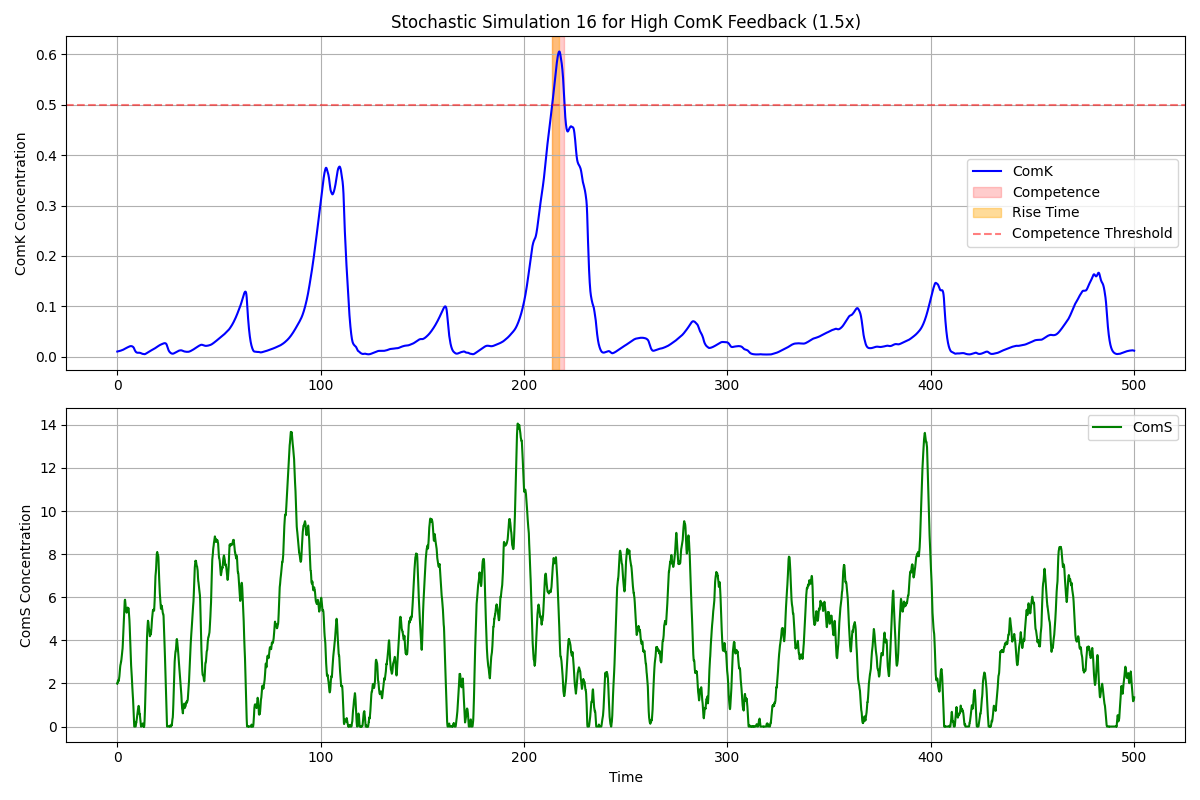 Stochastic Simulation 16 for High ComK Feedback (1.5x)
ComK Concentration
0.6
0.5
0.4
0.3
0.2
0.1
0.0
ComK
Competence
Rise Time
Competence Threshold
0 100 200 300 400 500
ComS Concentration
14
12
10
8
6
4
2
0
ComS
0 100 200 300 400 500
Time